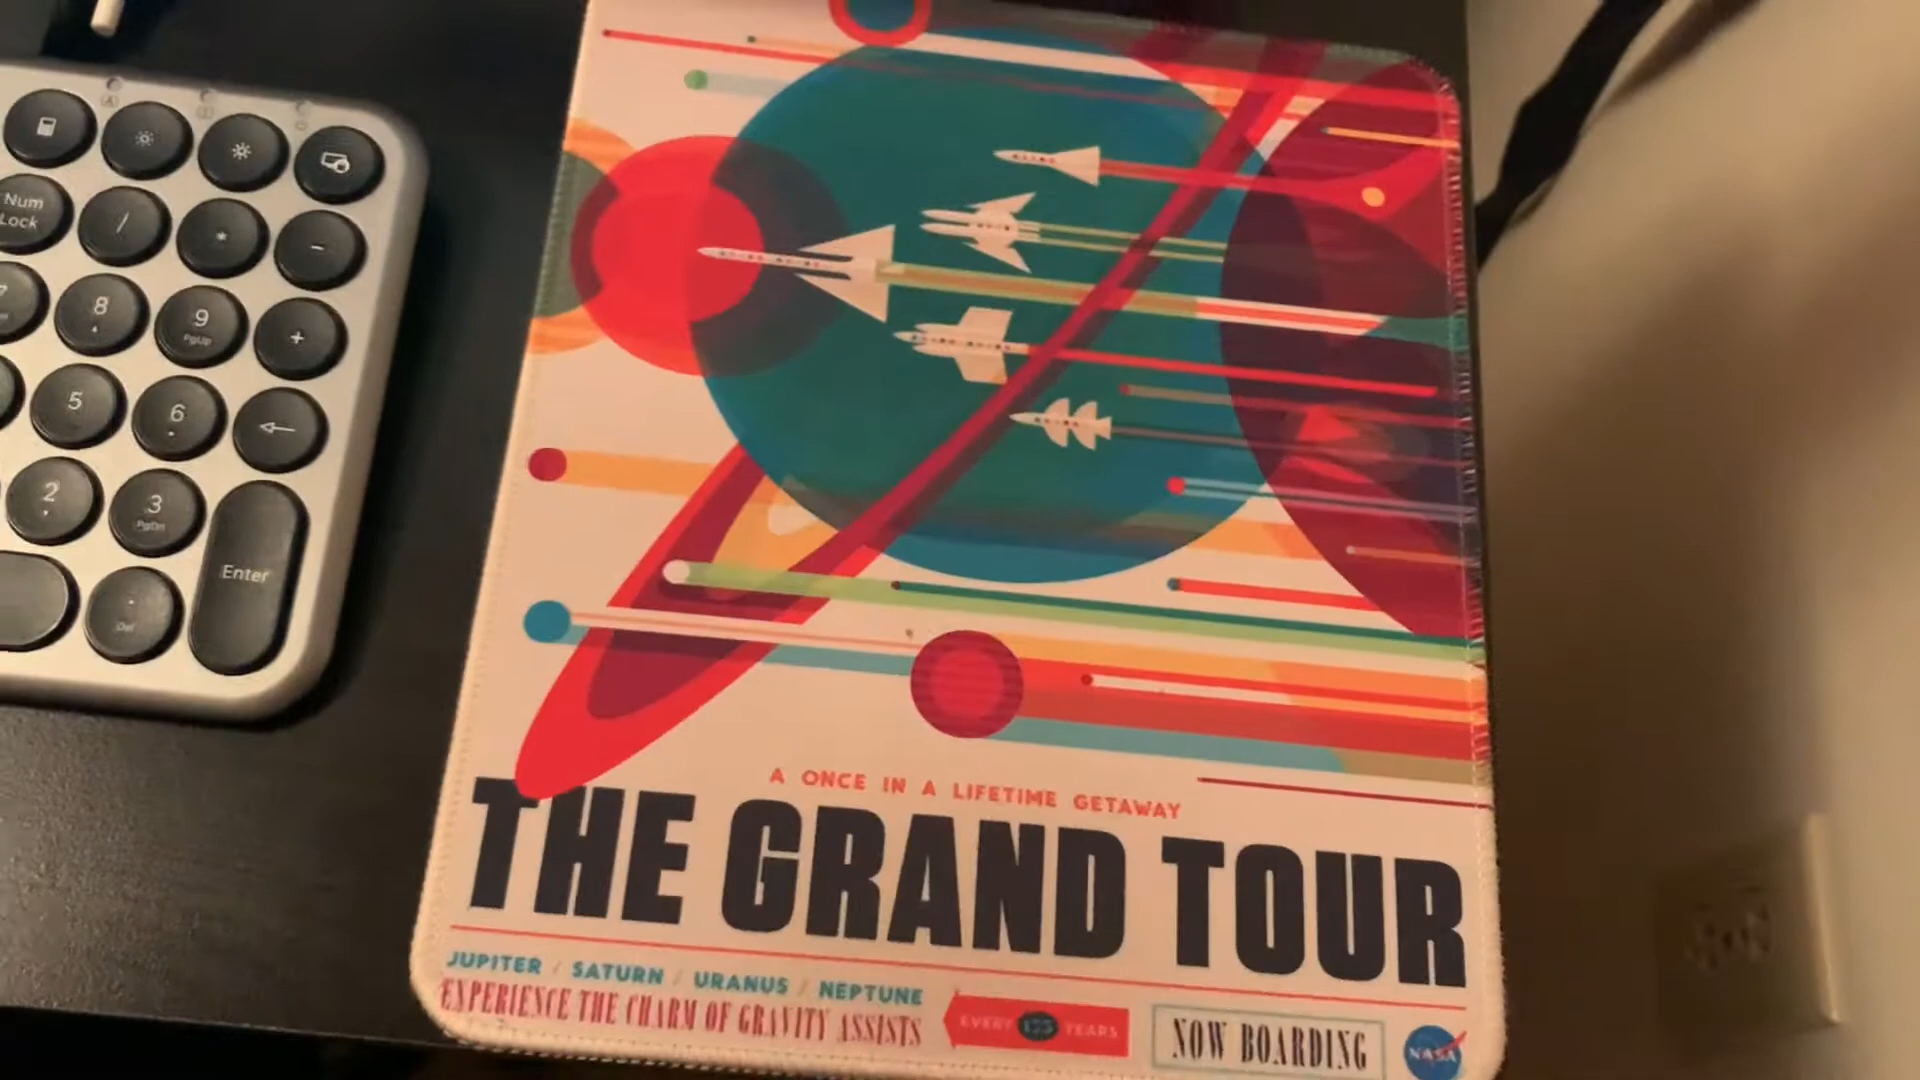 Num
Lock
/
*
-
7
8
9
PgUp
+
5
6
2
3
PgDn
Enter
.
Del
A ONCE IN A LIFETIME GETAWAY
THE GRAND TOUR
JUPITER / SATURN / URANUS / NEPTUNE
EXPERIENCE THE CHARM OF GRAVITY ASSISTS
EVERY 175 YEARS
NOW BOARDING
NASA